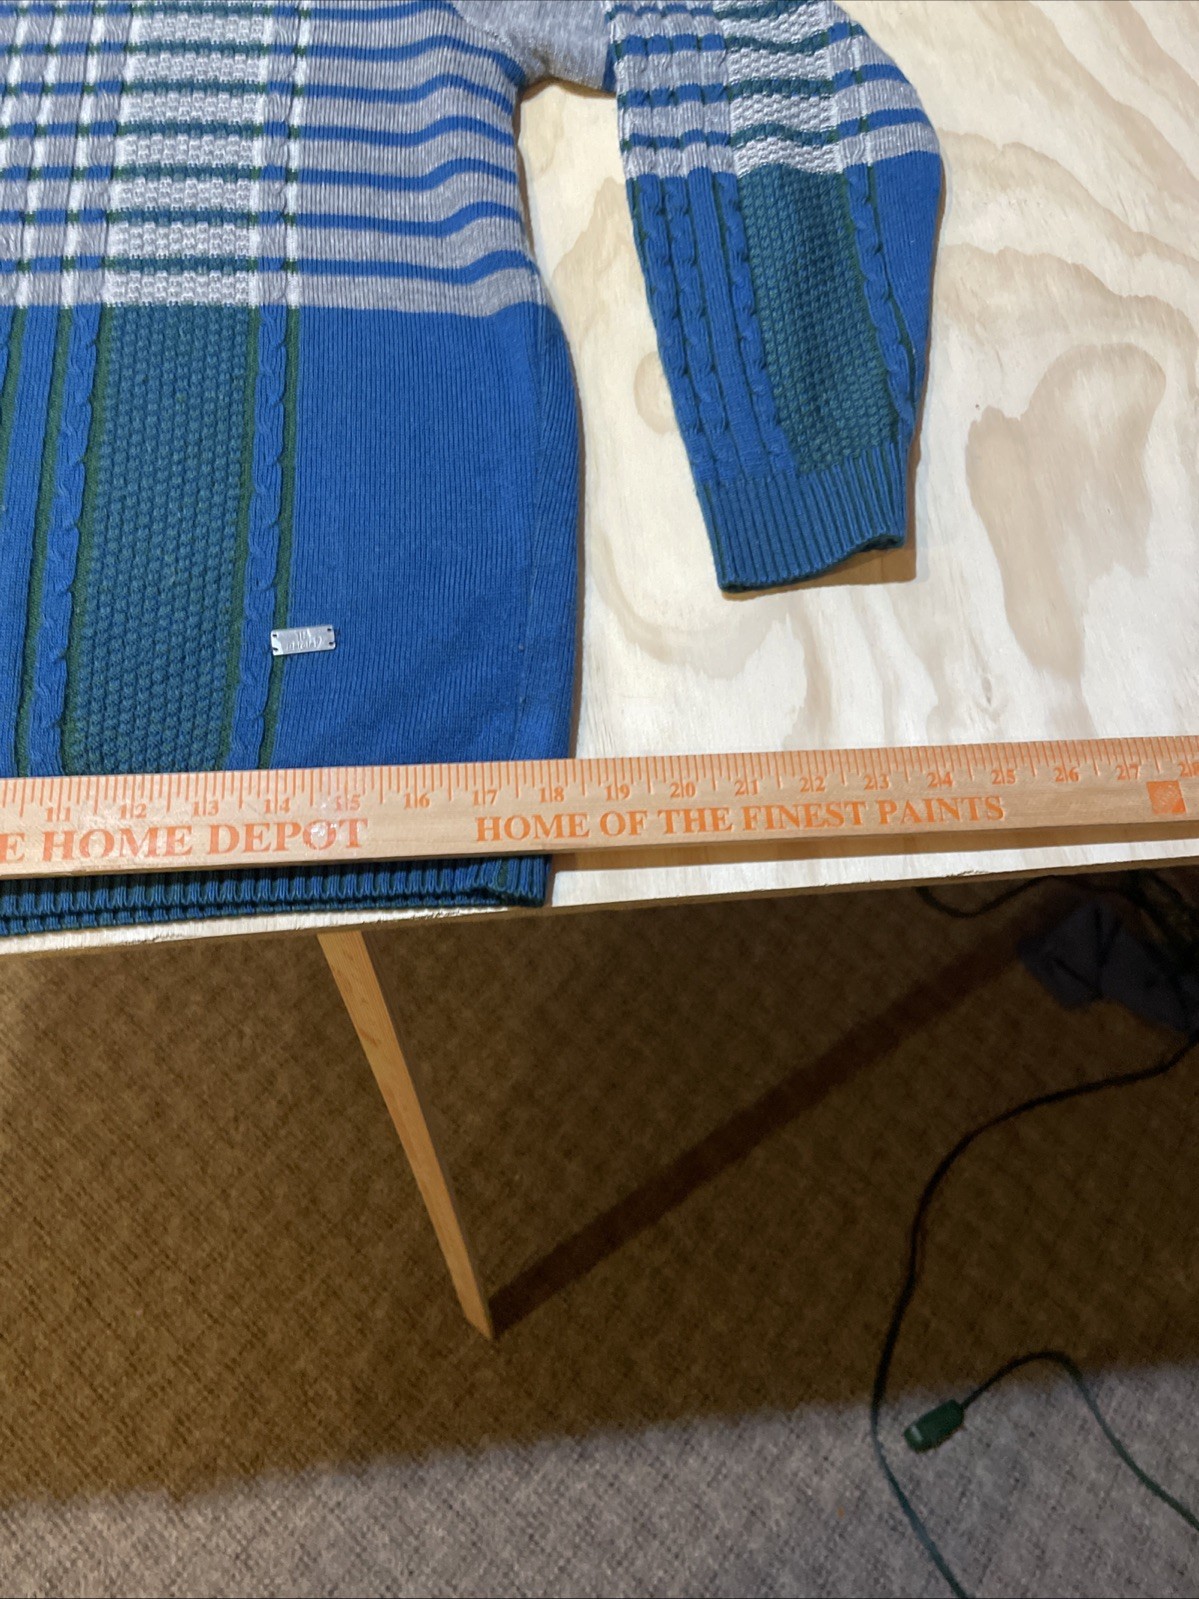 11 12 13 14 15 16 17 18 19 20 21 22 23 24 25 26 27 28
E HOME DEPOT HOME OF THE FINEST PAINTS